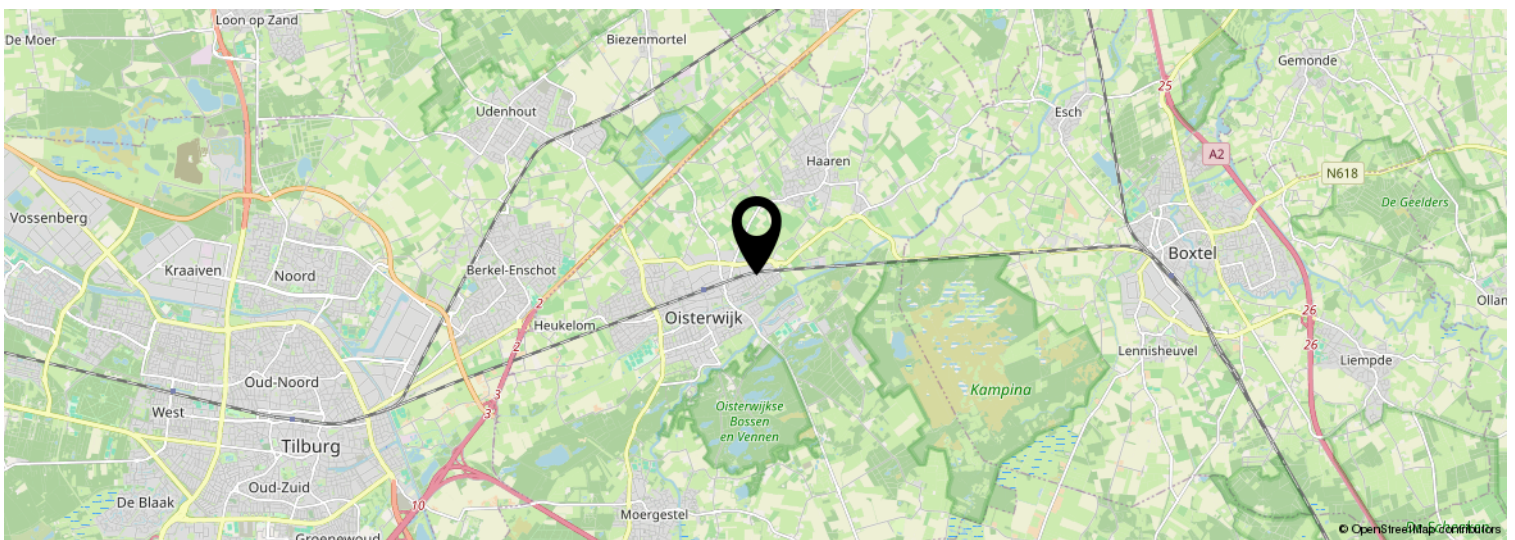 Loon op Zand
De Moer
Biezenmortel
Gemonde
25
Udenhout
Esch
A2
Haaren
N618
De Geelders
Vossenberg
Kraaiven
Noord
Berkel-Enschot
Boxtel
2
Heukelom
Oisterwijk
26
Ollan
2
26
Lennisheuvel
Liempde
Oud-Noord
Kampina
3
West
3
Oisterwijkse
Bossen
en Vennen
Tilburg
Oud-Zuid
De Blaak
10
Moergestel
Groenewoud
© OpenStreetMap contributors